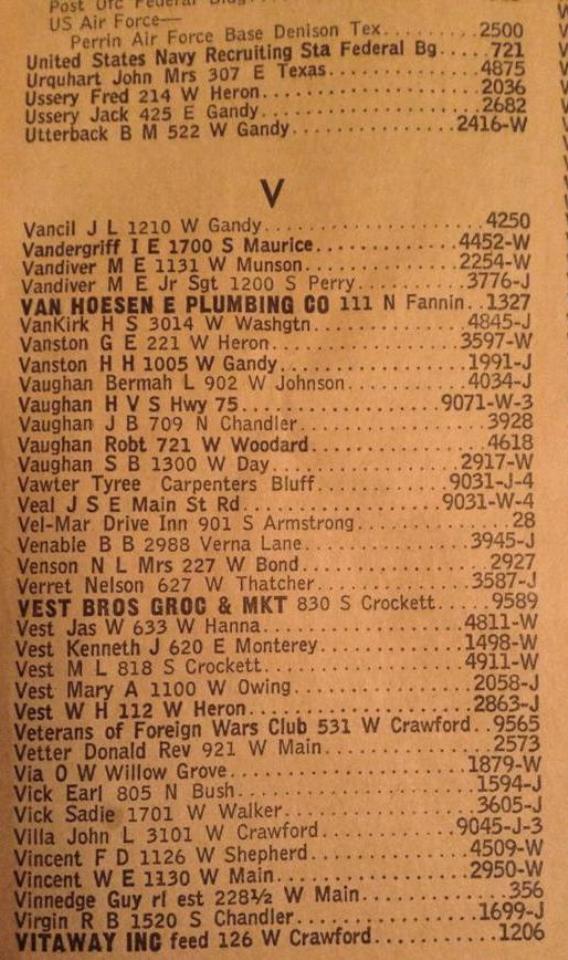 Post Ofc Federal Bldg
US Air Force—
Perrin Air Force Base Denison Tex..........2500
United States Navy Recruiting Sta Federal Bg.....721
Urquhart John Mrs 307 E Texas..............4875
Ussery Fred 214 W Heron....................2036
Ussery Jack 425 E Gandy....................2682
Utterback B M 522 W Gandy...............2416-W
V
Vancil J L 1210 W Gandy....................4250
Vandergriff I E 1700 S Maurice............4452-W
Vandiver M E 1131 W Munson..............2254-W
Vandiver M E Jr Sgt 1200 S Perry.........3776-J
VAN HOESEN E PLUMBING CO 111 N Fannin..1327
VanKirk H S 3014 W Washgtn.............4845-J
Vanston G E 221 W Heron................3597-W
Vanston H H 1005 W Gandy................1991-J
Vaughan Bermah L 902 W Johnson..........4034-J
Vaughan H V S Hwy 75.................9071-W-3
Vaughan J B 709 N Chandler...............3928
Vaughan Robt 721 W Woodard..............4618
Vaughan S B 1300 W Day.................2917-W
Vawter Tyree Carpenters Bluff...........9031-J-4
Veal J S E Main St Rd.................9031-W-4
Vel-Mar Drive Inn 901 S Armstrong.............28
Venable B B 2988 Verna Lane..............3945-J
Venson N L Mrs 227 W Bond...............2927
Verret Nelson 627 W Thatcher.............3587-J
VEST BROS GROC & MKT 830 S Crockett.....9589
Vest Jas W 633 W Hanna.................4811-W
Vest Kenneth J 620 E Monterey...........1498-W
Vest M L 818 S Crockett................4911-W
Vest Mary A 1100 W Owing................2058-J
Vest W H 112 W Heron...................2863-J
Veterans of Foreign Wars Club 531 W Crawford..9565
Vetter Donald Rev 921 W Main..............2573
Via O W Willow Grove...................1879-W
Vick Earl 805 N Bush....................1594-J
Vick Sadie 1701 W Walker................3605-J
Villa John L 3101 W Crawford...........9045-J-3
Vincent F D 1126 W Shepherd.............4509-W
Vincent W E 1130 W Main................2950-W
Vinnedge Guy rl est 228½ W Main............356
Virgin R B 1520 S Chandler...............1699-J
VITAWAY INC feed 126 W Crawford...........1206